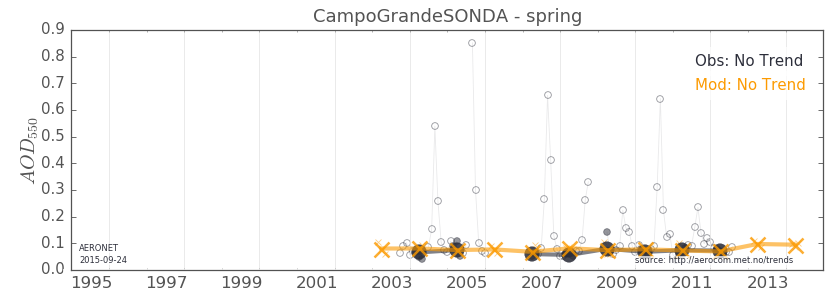 CampoGrandeSONDA - spring
0.9
0.8
0.7
0.6
0.5
0.4
0.3
0.2
0.1
0.0
AOD550
Obs: No Trend
Mod: No Trend
AERONET
2015-09-24
source: http://aerocom.met.no/trends
1995 1997 1999 2001 2003 2005 2007 2009 2011 2013